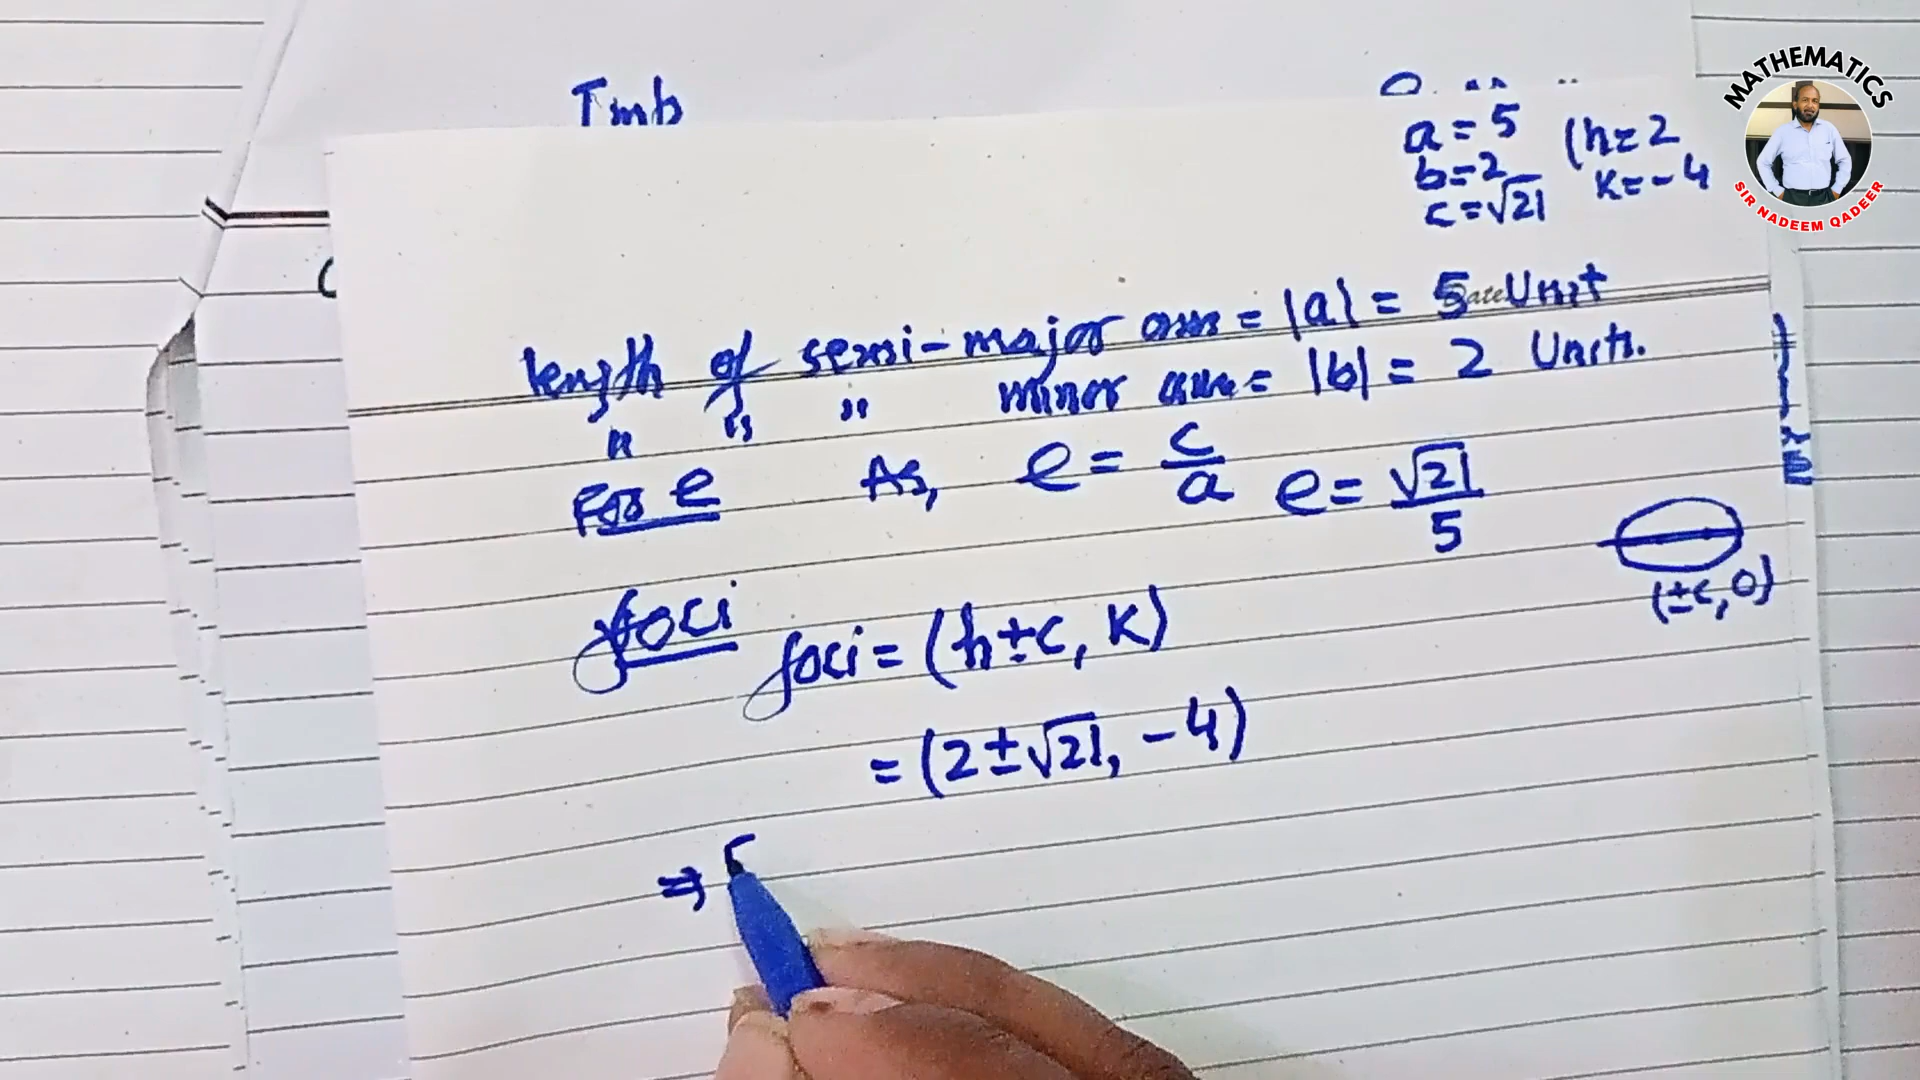 MATHEMATICS
SIR NADEEM QADEER
a = 5 (h = 2
b = 2 k = - 4
c = √21
length of semi-major axis = |a| = 5 Unit
" " " minor axis = |b| = 2 Units.
For e As, e = c/a e = √21/5
(±c, 0)
foci foci = (h±c, k)
= (2±√21, -4)
⇒